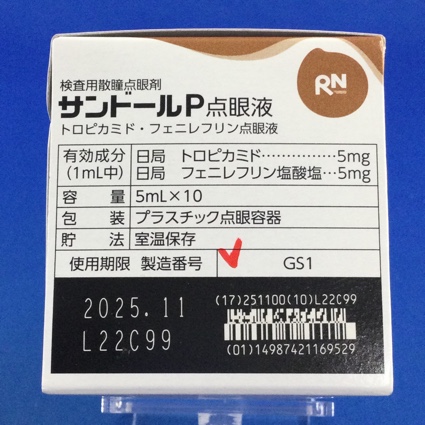 RN
検査用散瞳点眼剤
サンドールP点眼液
トロピカミド・フェニレフリン点眼液
有効成分 日局 トロピカミド……………5mg
(1mL中) 日局 フェニレフリン塩酸塩…5mg
容量 5mL×10
包装 プラスチック点眼容器
貯法 室温保存
使用期限 製造番号 GS1
2025.11 (17)251100(10)L22C99
L22C99
(01)14987421169529